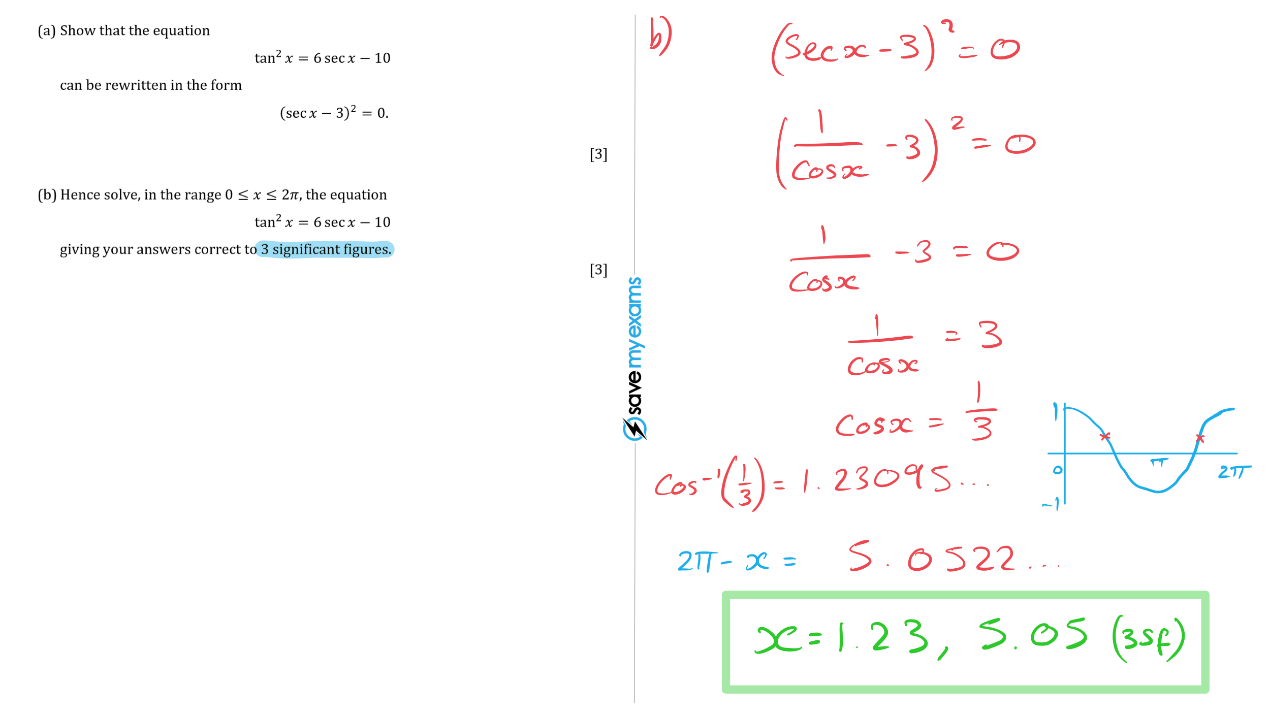 (a) Show that the equation
tan² x = 6 sec x − 10
can be rewritten in the form
(sec x − 3)² = 0.
[3]
(b) Hence solve, in the range 0 ≤ x ≤ 2π, the equation
tan² x = 6 sec x − 10
giving your answers correct to 3 significant figures.
[3]
savemyexams
b)
(Sec x − 3)² = 0
(1/Cos x − 3)² = 0
1/Cos x − 3 = 0
1/Cos x = 3
Cos x = 1/3
Cos⁻¹(1/3) = 1.23095...
2π − x = 5.0522...
x = 1.23, 5.05 (3sf)
1
0
π
2π
−1